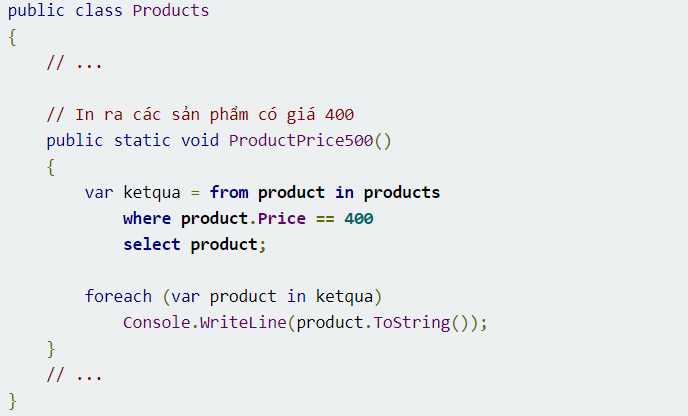 public class Products
{
    // ...

    // In ra các sản phẩm có giá 400
    public static void ProductPrice500()
    {
        var ketqua = from product in products
            where product.Price == 400
            select product;

        foreach (var product in ketqua)
            Console.WriteLine(product.ToString());
    }
    // ...
}